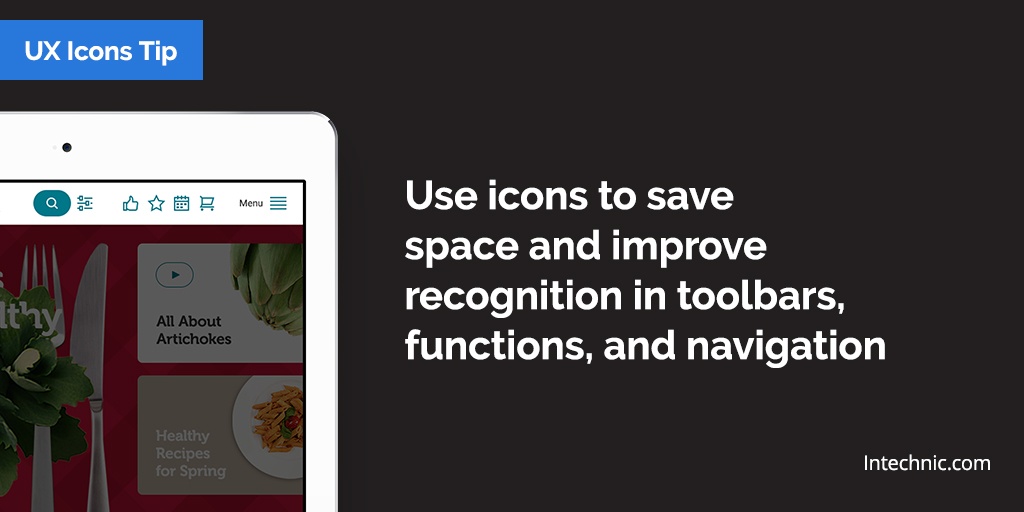 UX Icons Tip
Menu
lthy
All About
Artichokes
Healthy
Recipes
for Spring
Use icons to save
space and improve
recognition in toolbars,
functions, and navigation
Intechnic.com